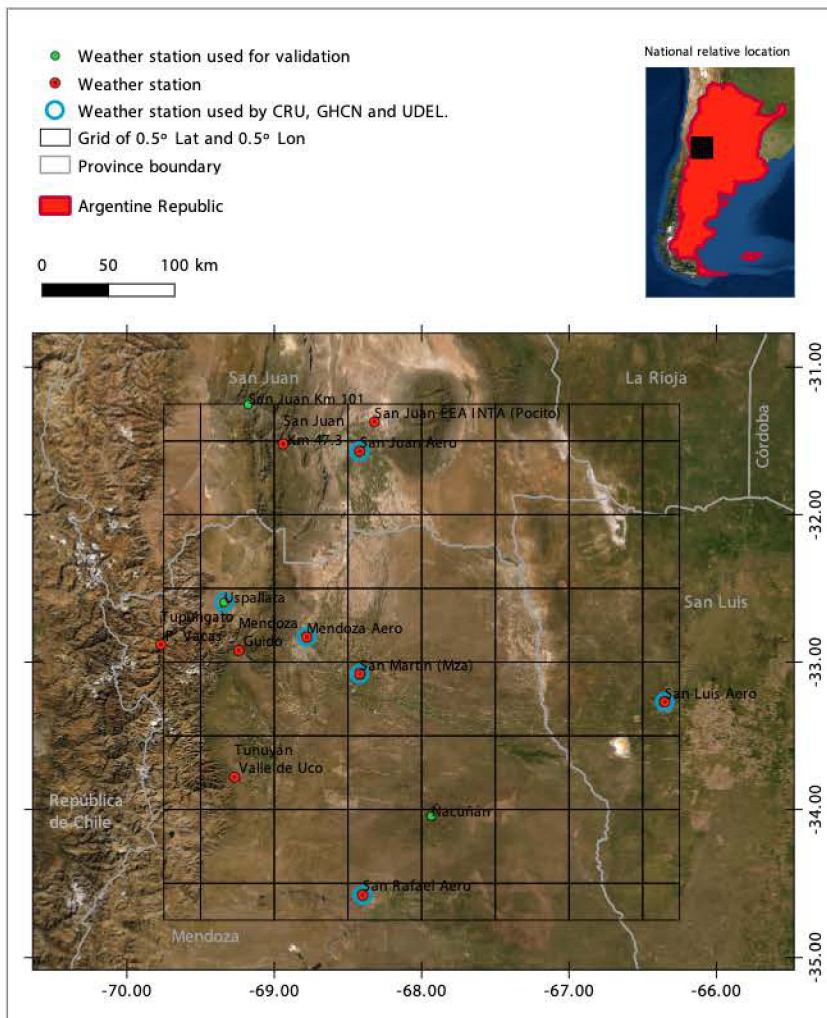 Weather station used for validation
Weather station
Weather station used by CRU, GHCN and UDEL.
Grid of 0.5º Lat and 0.5º Lon
Province boundary
Argentine Republic
National relative location
0 50 100 km
San Juan
La Rioja
Córdoba
San Juan Km 101
San Juan
Km 47.3
San Juan EEA INTA (Pocito)
San Juan Aero
Uspallata
San Luis
Tupungato
P. Vacas
Mendoza
Guido
Mendoza Aero
San Martín (Mza)
San Luis Aero
Tunuyán
Valle de Uco
República
de Chile
Ñacuñán
San Rafael Aero
Mendoza
-31.00
-32.00
-33.00
-34.00
-35.00
-70.00 -69.00 -68.00 -67.00 -66.00